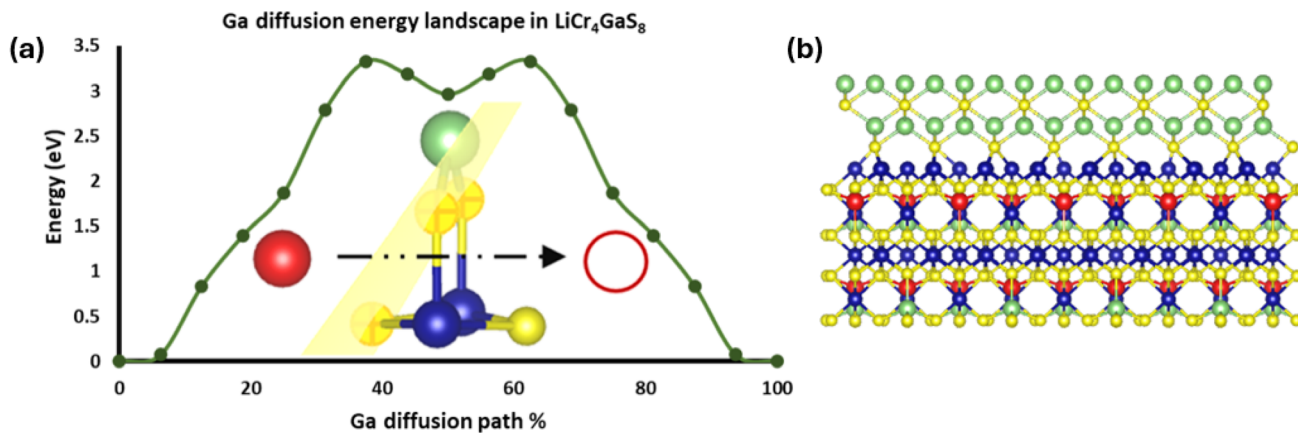 Ga diffusion energy landscape in LiCr₄GaS₈
(a)
(b)
3.5
3
2.5
2
1.5
1
0.5
0
Energy (eV)
0 20 40 60 80 100
Ga diffusion path %